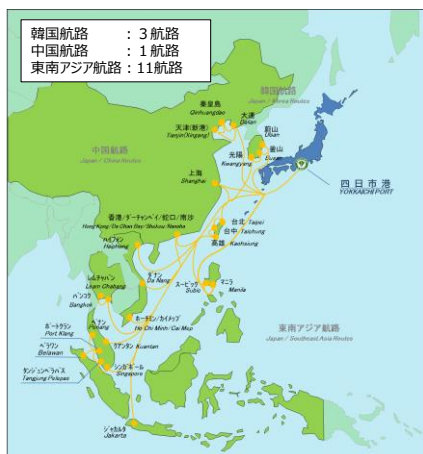 韓国航路　　　：３航路
中国航路　　　：１航路
東南アジア航路：11航路
韓国航路
Japan / Korea Routes
秦皇島
Qinhuangdao
大連
Dalian
天津(新港)
Tianjin(Xingang)
蔚山
Ulsan
光陽
Kwangyang
釜山
Busan
中国航路
Japan / China Routes
上海
Shanghai
四日市港
YOKKAICHI PORT
香港/ダーチャンベイ/蛇口/南沙
Hong Kong / Da Chan Bay / Shekou / Nansha
台北/Taipei
台中/Taichung
高雄/Kaohsiung
ハイフォン
Haiphong
レムチャバン
Leam Chabang
ダナン
Da Nang
スービック
Subic
マニラ
Manila
バンコク
Bangkok
ホーチミン/カイメップ
Ho Chi Minh / Cai Mep
東南アジア航路
Japan / Southeast Asia Routes
ペナン
Penang
ポートクラン
Port Klang
クアンタン Kuantan
ベラワン
Belawan
シンガポール
Singapore
タンジュンペラパス
Tangjung Pelapas
ジャカルタ
Jakarta